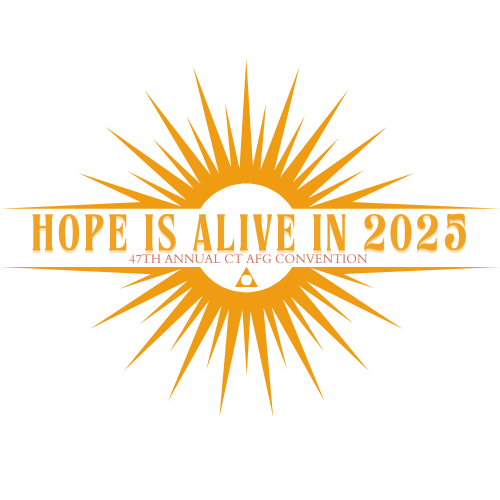 HOPE IS ALIVE IN 2025
47TH ANNUAL CT AFG CONVENTION